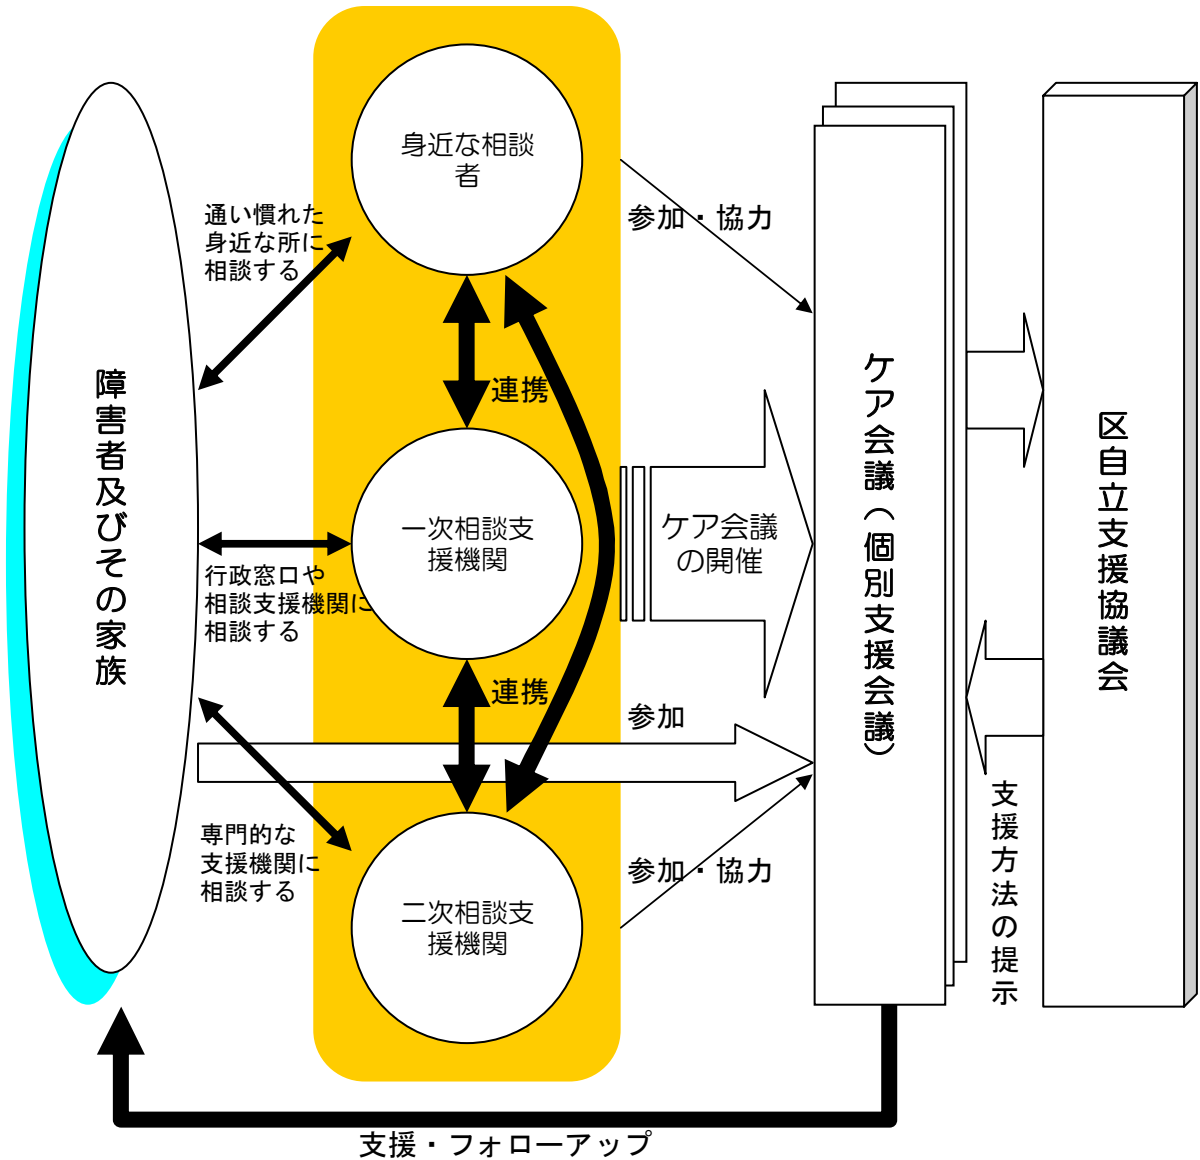 障害者及びその家族
通い慣れた
身近な所に
相談する
行政窓口や
相談支援機関に
相談する
専門的な
支援機関に
相談する
身近な相談
者
連携
一次相談支
援機関
連携
二次相談支
援機関
参加・協力
ケア会議
の開催
参加
参加・協力
ケア会議（個別支援会議）
支援方法の提示
区自立支援協議会
支援・フォローアップ